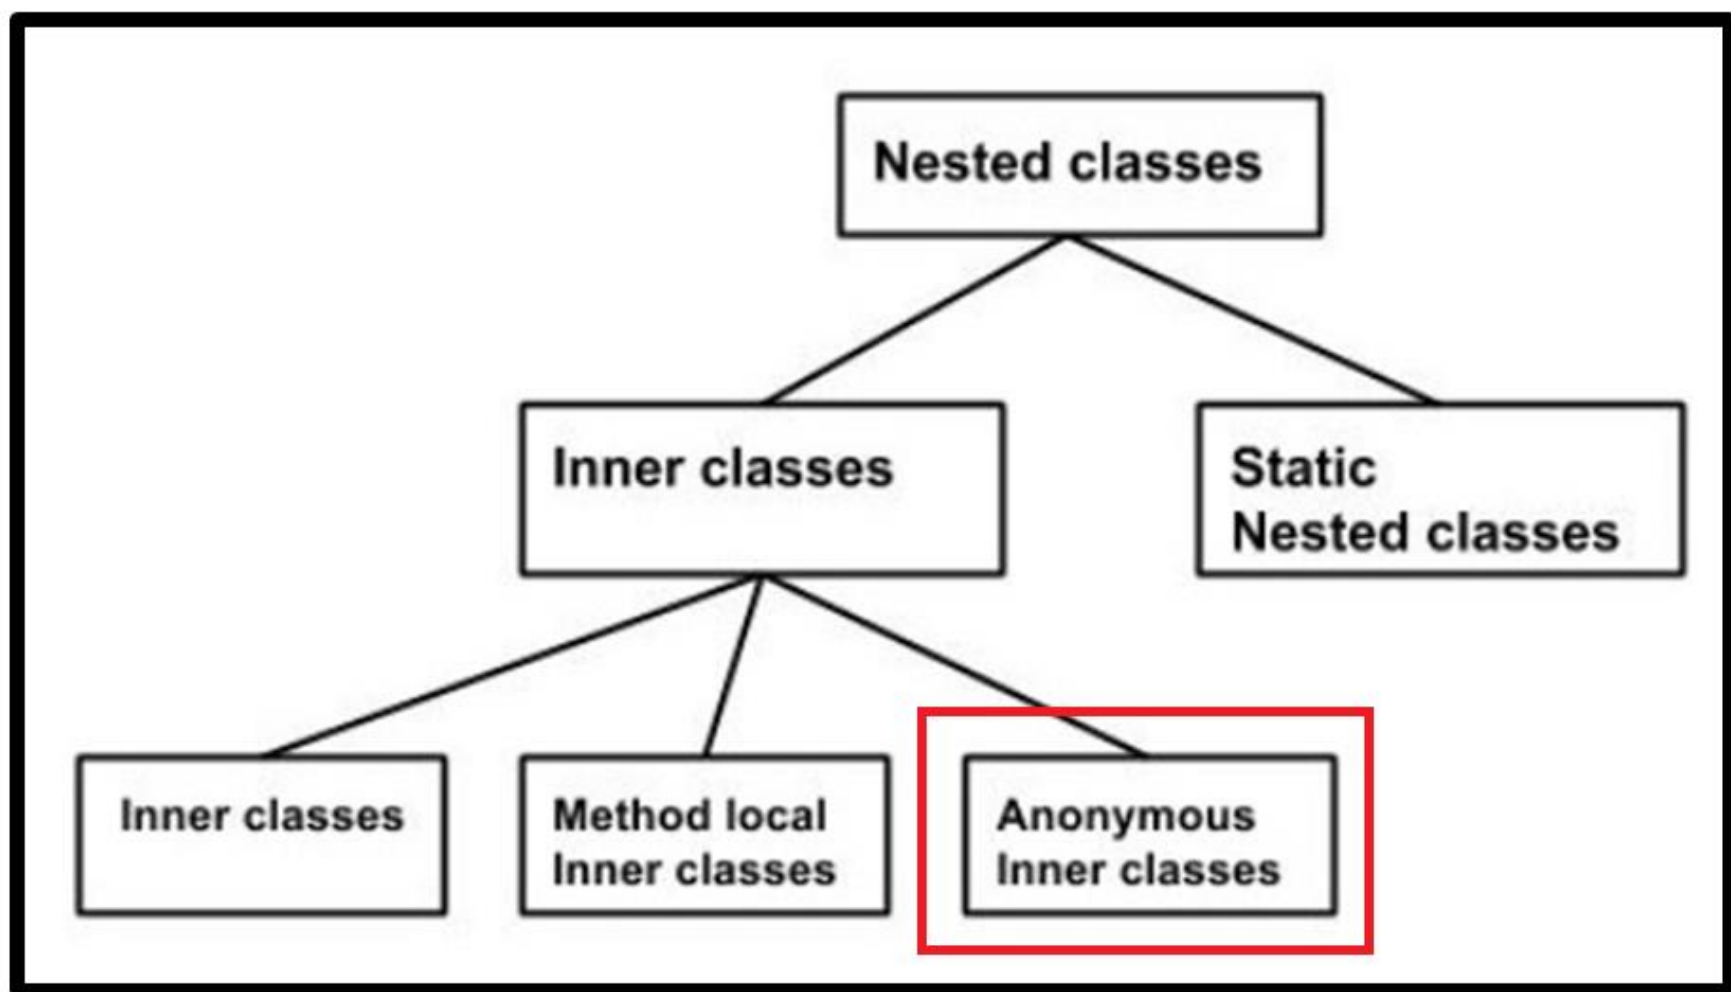 Nested classes
Inner classes
Static
Nested classes
Inner classes
Method local
Inner classes
Anonymous
Inner classes